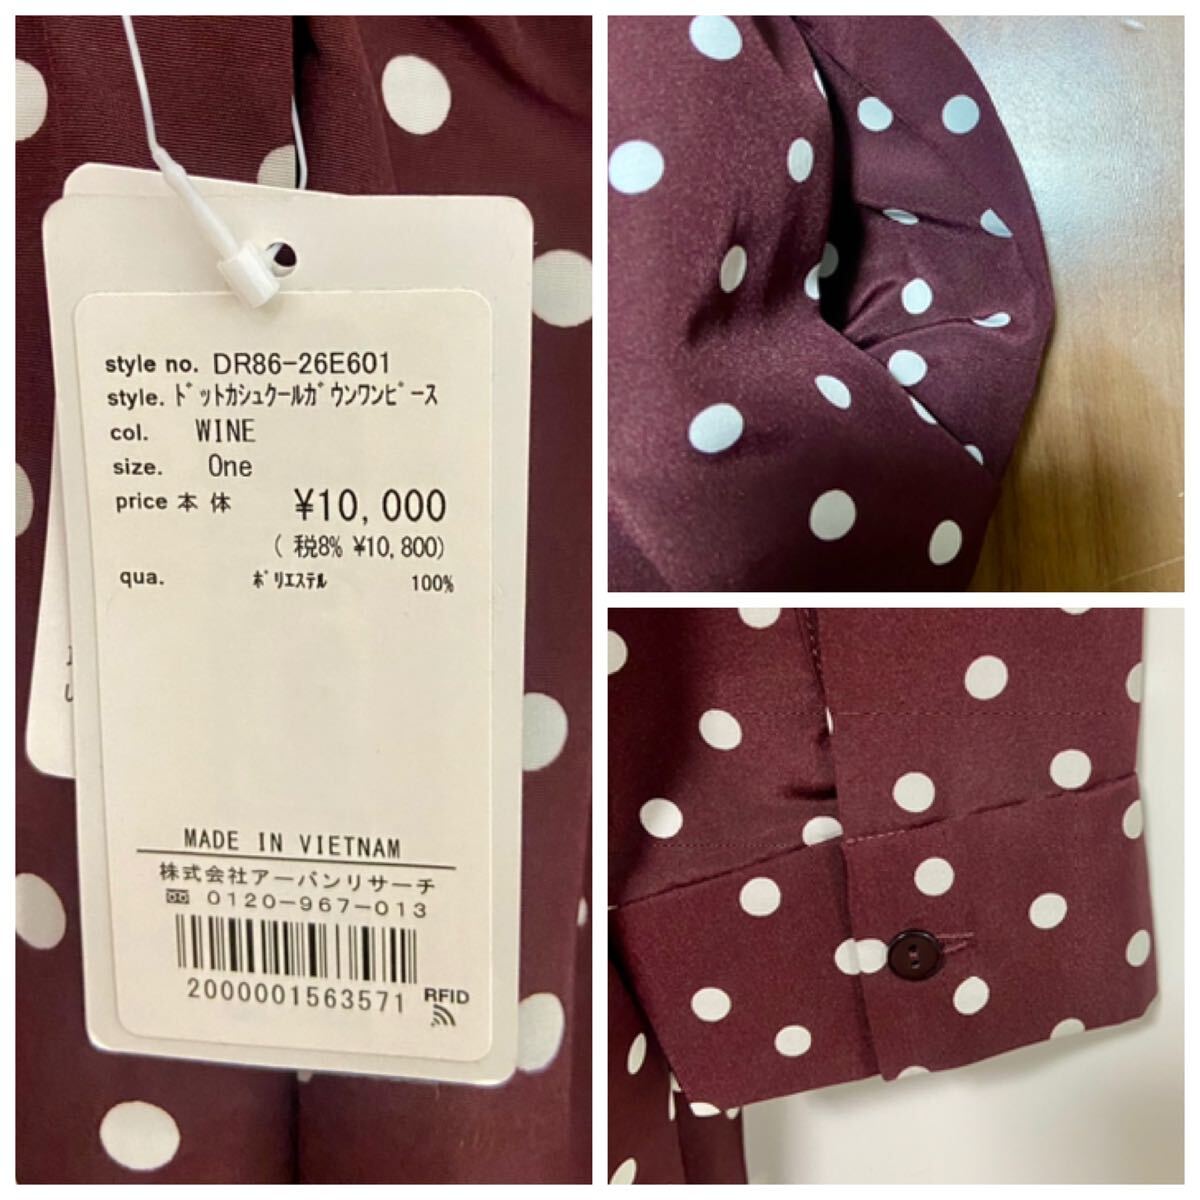 style no. DR86-26E601
style. ﾄﾞｯﾄｶｼｭｸｰﾙｶﾞｳﾝﾜﾝﾋﾟｰｽ
col. WINE
size. One
price 本体 ¥10,000
( 税8% ¥10,800)
qua. ﾎﾟﾘｴｽﾃﾙ 100%
MADE IN VIETNAM
株式会社アーバンリサーチ
0120-967-013
2000001563571 RFID